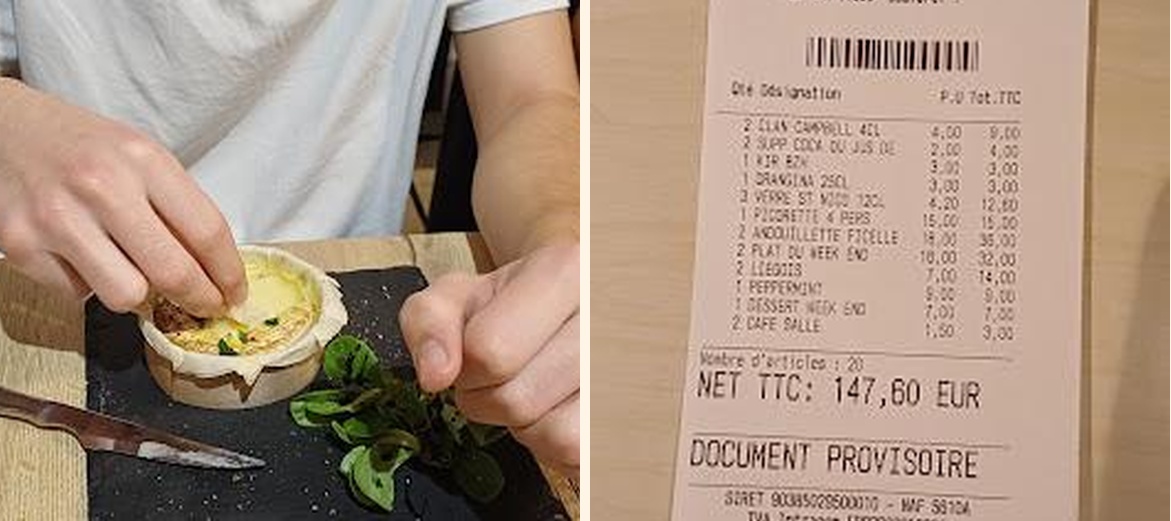 Qté Désignation P.U Tot.TTC
2 CLAN CAMPBELL 4CL 4,00 8,00
2 SUPP COCA OU JUS DE 2,00 4,00
1 KIR BZH 3,00 3,00
1 ORANGINA 25CL 3,00 3,00
3 VERRE ST NICO 12CL 4,20 12,60
1 PICORETTE 4 PERS 15,00 15,00
2 ANDOUILLETTE FICELLE 18,00 36,00
2 PLAT DU WEEK END 16,00 32,00
2 LIEGOIS 7,00 14,00
1 PEPPERMINT
1 DESSERT WEEK END 7,00 7,00
2 CAFE SALLE 1,50 3,00
Nombre d'articles : 20
NET TTC: 147,60 EUR
DOCUMENT PROVISOIRE
SIRET 90385029500010 - NAF 5610A